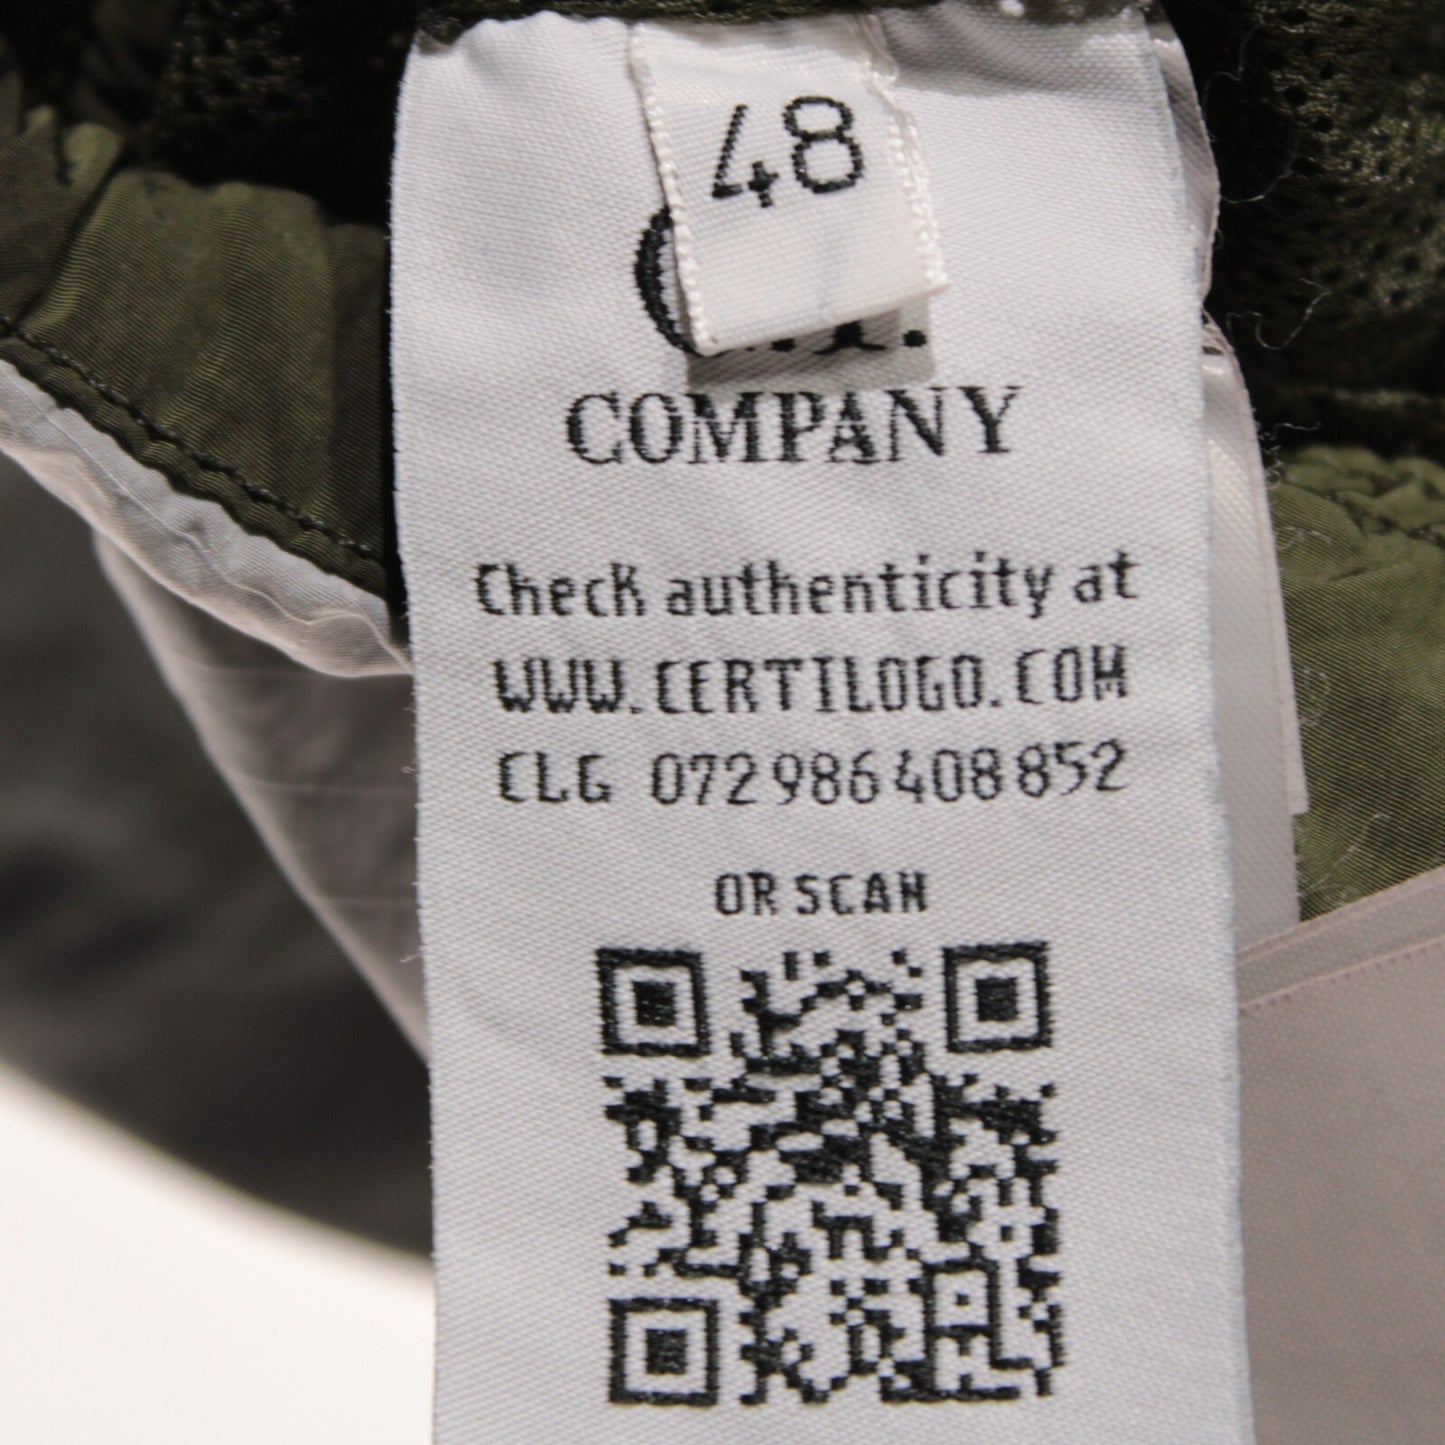 48
COMPANY
Check authenticity at
WWW.CERTILOGO.COM
CLG 072986408852
OR SCAN